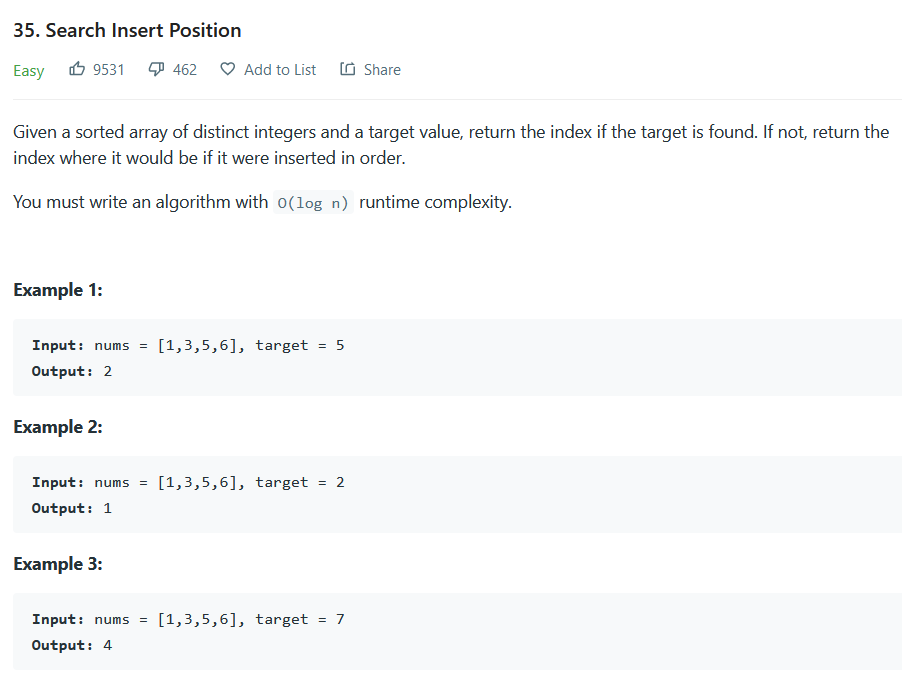 35. Search Insert Position
Easy 9531 462 Add to List Share
Given a sorted array of distinct integers and a target value, return the index if the target is found. If not, return the
index where it would be if it were inserted in order.
You must write an algorithm with O(log n) runtime complexity.
Example 1:
Input: nums = [1,3,5,6], target = 5
Output: 2
Example 2:
Input: nums = [1,3,5,6], target = 2
Output: 1
Example 3:
Input: nums = [1,3,5,6], target = 7
Output: 4